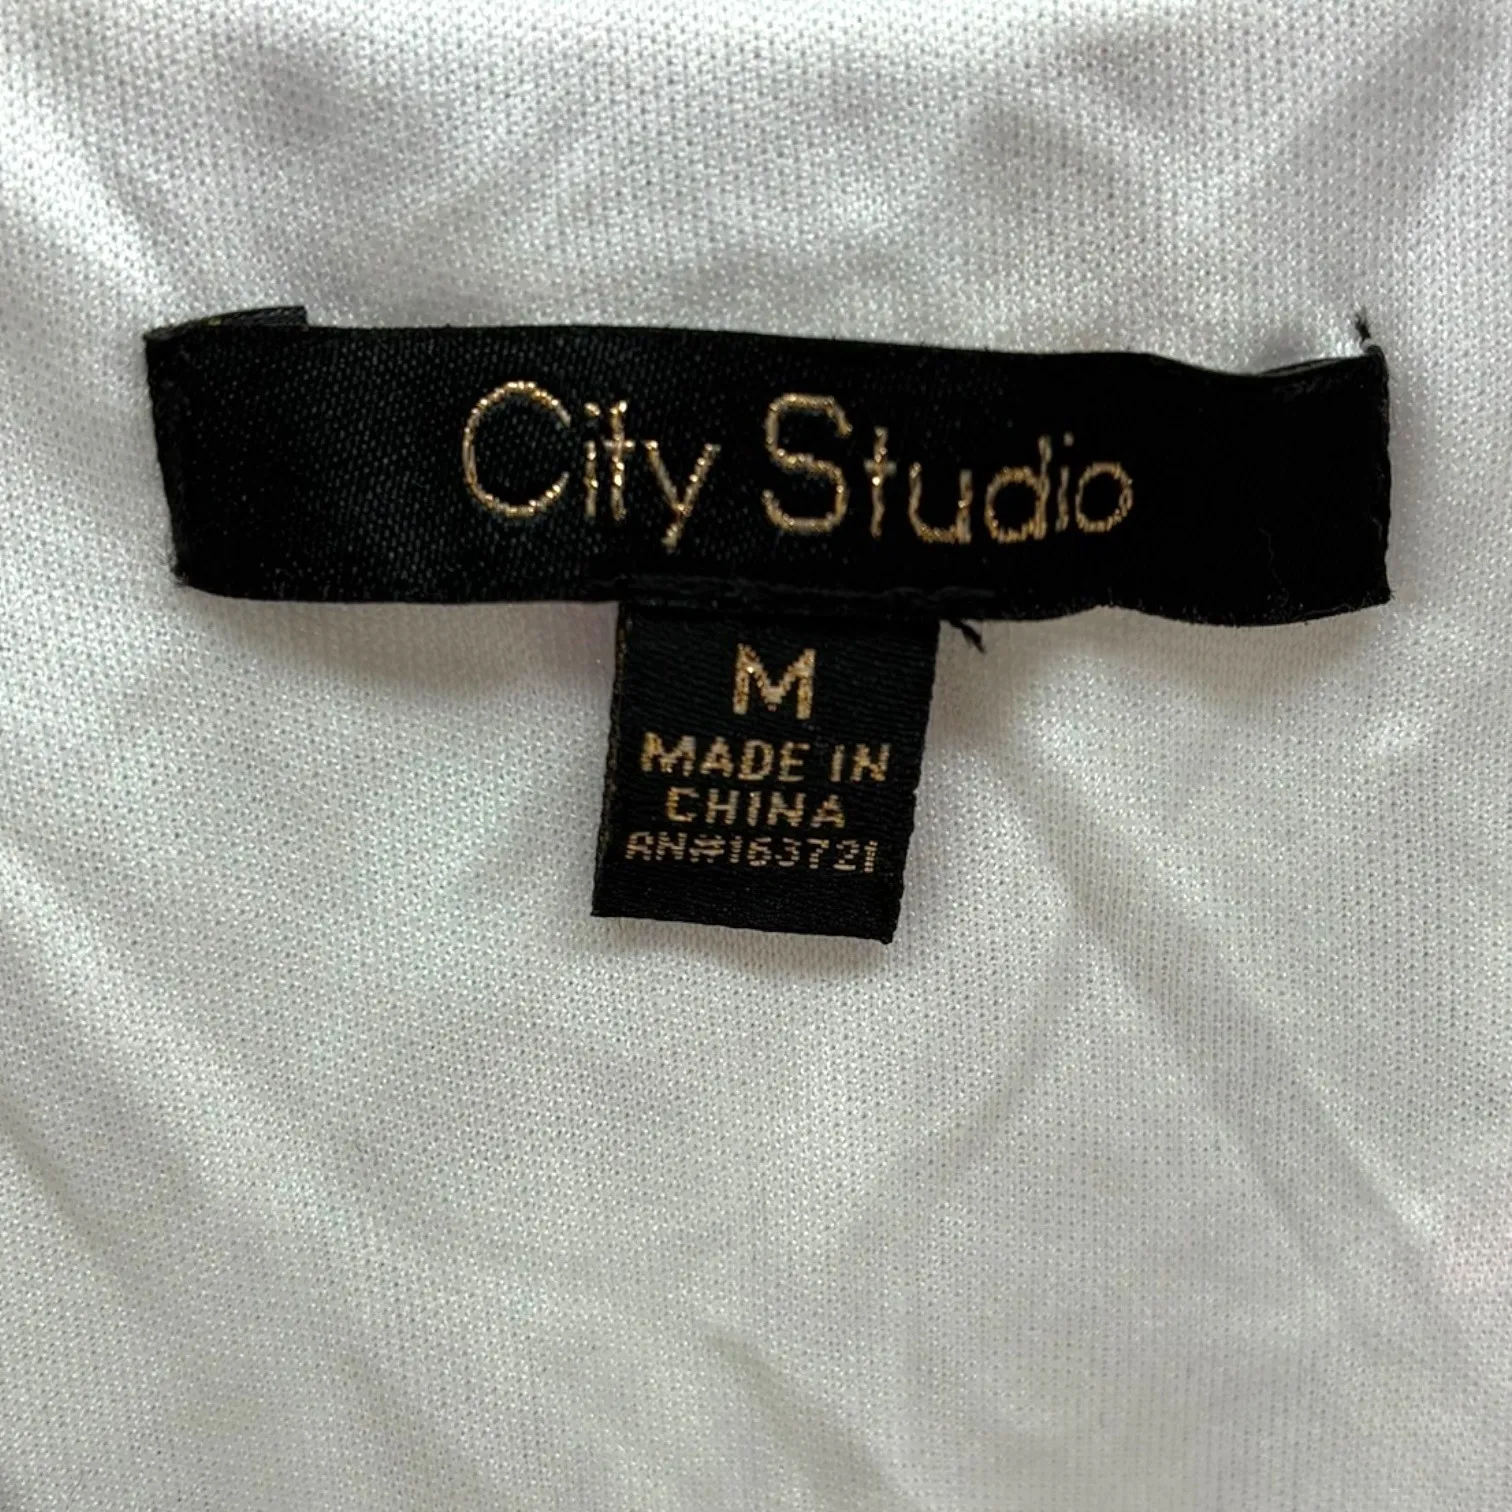 City Studio
M
MADE IN
CHINA
RN#163721